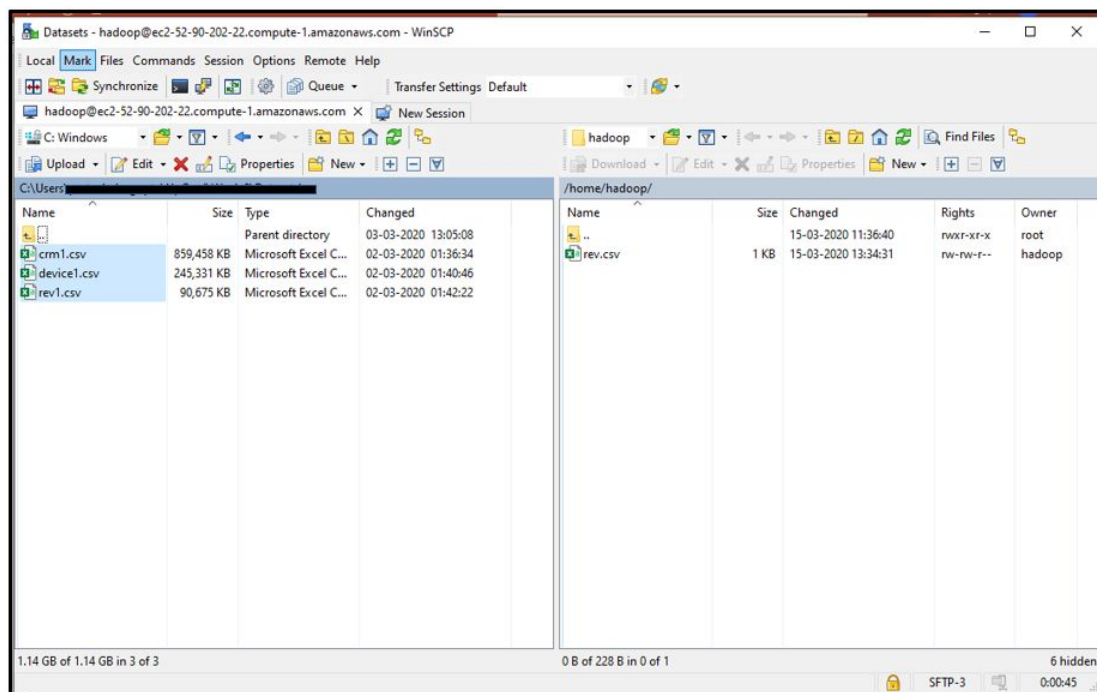 Datasets - hadoop@ec2-52-90-202-22.compute-1.amazonaws.com - WinSCP
Local Mark Files Commands Session Options Remote Help
Synchronize Queue Transfer Settings Default
hadoop@ec2-52-90-202-22.compute-1.amazonaws.com X New Session
C: Windows
Upload Edit Properties New
C:\Users\
Name Size Type Changed
.. Parent directory 03-03-2020 13:05:08
crm1.csv 859,458 KB Microsoft Excel C... 02-03-2020 01:36:34
device1.csv 245,331 KB Microsoft Excel C... 02-03-2020 01:40:46
rev1.csv 90,675 KB Microsoft Excel C... 02-03-2020 01:42:22
1.14 GB of 1.14 GB in 3 of 3
hadoop Find Files
Download Edit Properties New
/home/hadoop/
Name Size Changed Rights Owner
.. 15-03-2020 11:36:40 rwxr-xr-x root
rev.csv 1 KB 15-03-2020 13:34:31 rw-rw-r-- hadoop
0 B of 228 B in 0 of 1 6 hidden
SFTP-3 0:00:45